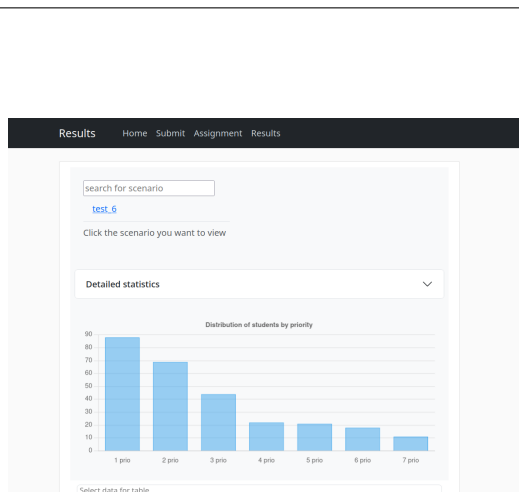 Results Home Submit Assignment Results
search for scenario
test_6
Click the scenario you want to view
Detailed statistics
Distribution of students by priority
90
80
70
60
50
40
30
20
10
0
1 prio 2 prio 3 prio 4 prio 5 prio 6 prio 7 prio
Select data for table